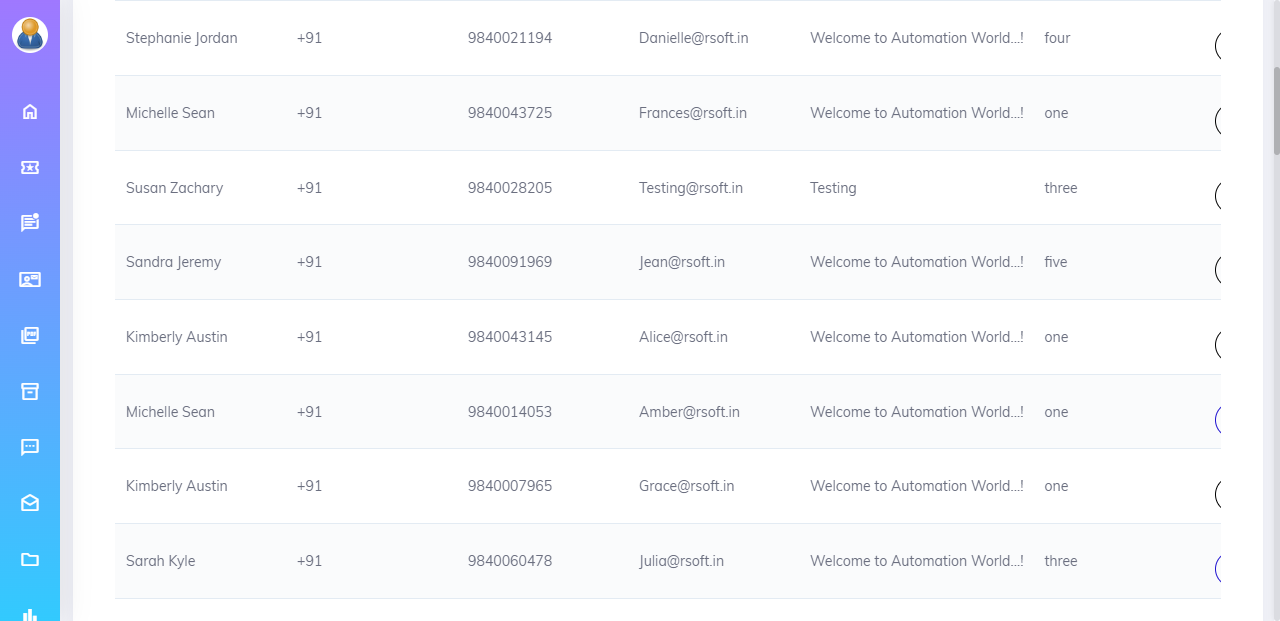 Stephanie Jordan +91 9840021194 Danielle@rsoft.in Welcome to Automation World...! four
Michelle Sean +91 9840043725 Frances@rsoft.in Welcome to Automation World...! one
Susan Zachary +91 9840028205 Testing@rsoft.in Testing three
Sandra Jeremy +91 9840091969 Jean@rsoft.in Welcome to Automation World...! five
Kimberly Austin +91 9840043145 Alice@rsoft.in Welcome to Automation World...! one
Michelle Sean +91 9840014053 Amber@rsoft.in Welcome to Automation World...! one
Kimberly Austin +91 9840007965 Grace@rsoft.in Welcome to Automation World...! one
Sarah Kyle +91 9840060478 Julia@rsoft.in Welcome to Automation World...! three